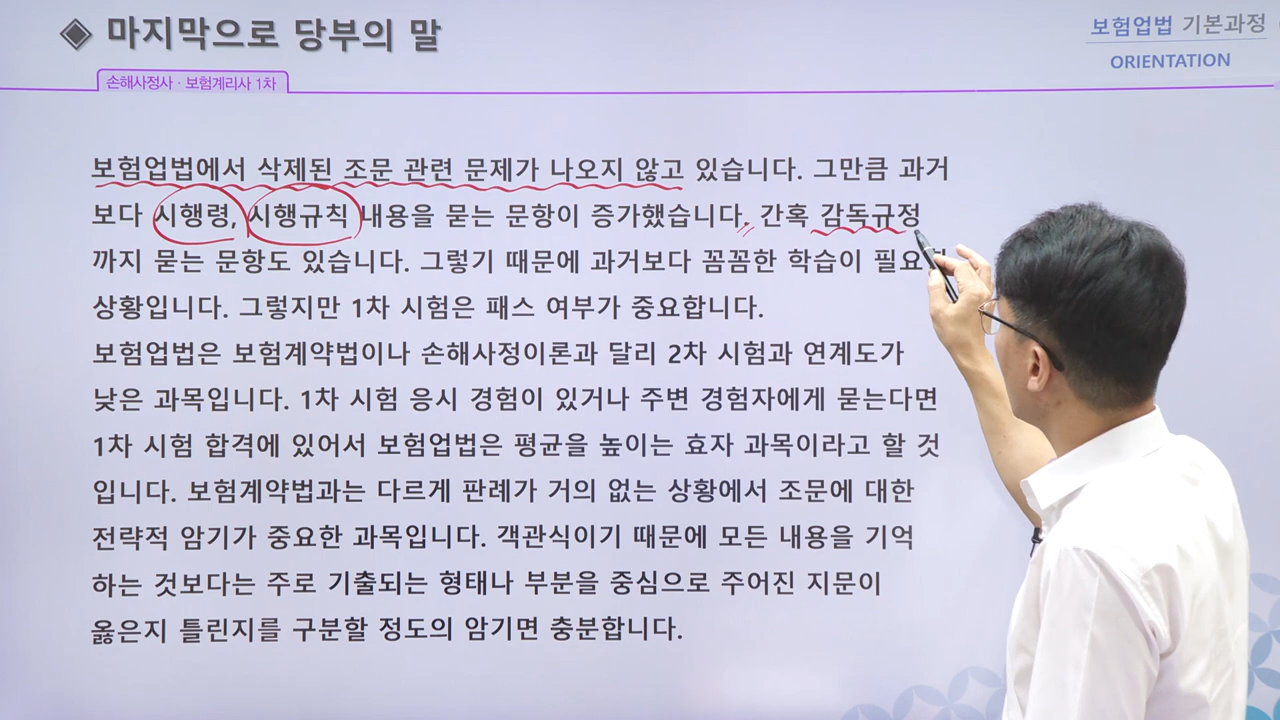 ◈ 마지막으로 당부의 말
보험업법 기본과정
ORIENTATION
손해사정사 · 보험계리사 1차
보험업법에서 삭제된 조문 관련 문제가 나오지 않고 있습니다. 그만큼 과거
보다 시행령, 시행규칙 내용을 묻는 문항이 증가했습니다. 간혹 감독규정
까지 묻는 문항도 있습니다. 그렇기 때문에 과거보다 꼼꼼한 학습이
상황입니다. 그렇지만 1차 시험은 패스 여부가 중요합니다.
보험업법은 보험계약법이나 손해사정이론과 달리 2차 시험과 연계도가
낮은 과목입니다. 1차 시험 응시 경험이 있거나 주변 경험자에게 묻는다면
1차 시험 합격에 있어서 보험업법은 평균을 높이는 효자 과목이라고 할 것
입니다. 보험계약법과는 다르게 판례가 거의 없는 상황에서 조문에 대한
전략적 암기가 중요한 과목입니다. 객관식이기 때문에 모든 내용을 기억
하는 것보다는 주로 기출되는 형태나 부분을 중심으로 주어진 지문이
옳은지 틀린지를 구분할 정도의 암기면 충분합니다.